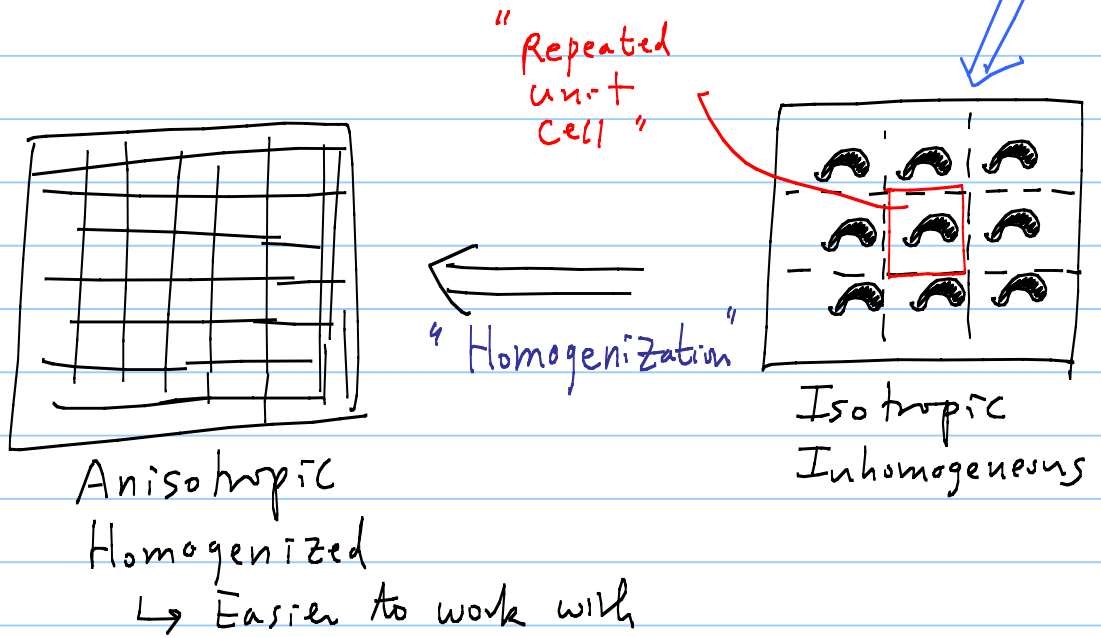 "Repeated
unit
cell"
"Homogenization"
Isotropic
Inhomogeneous
Anisotropic
Homogenized
↳ Easier to work with